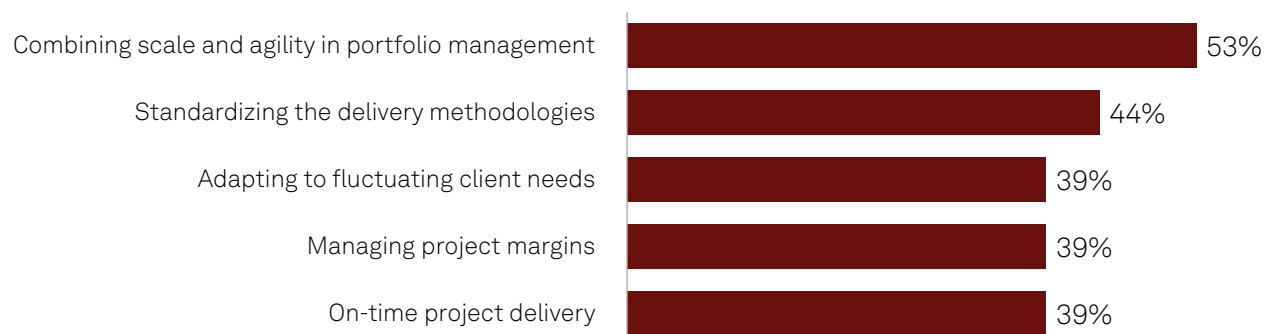 Combining scale and agility in portfolio management 53%
Standardizing the delivery methodologies 44%
Adapting to fluctuating client needs 39%
Managing project margins 39%
On-time project delivery 39%